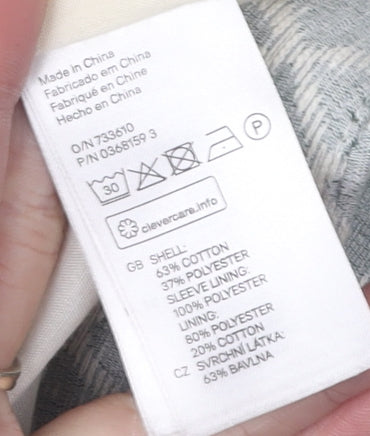 Made in China
Fabricado em China
Fabriqué en Chine
Hecho en China
O/N 733610
P/N 0368159 3
30
P
clevercare.info
GB SHELL:
63% COTTON
37% POLYESTER
SLEEVE LINING:
100% POLYESTER
LINING:
80% POLYESTER
20% COTTON
CZ SVRCHNÍ LÁTKA:
63% BAVLNA